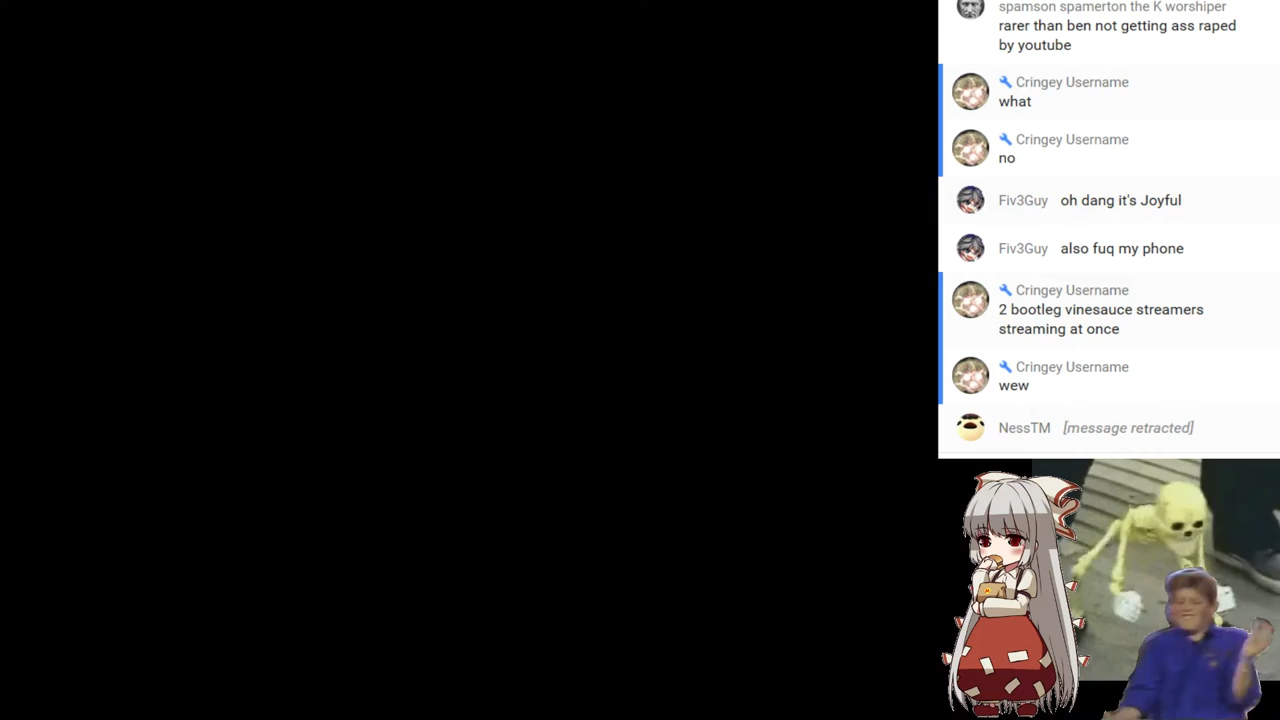 spamson spamerton the K worshiper
rarer than ben not getting ass raped
by youtube
Cringey Username
what
Cringey Username
no
Fiv3Guy oh dang it's Joyful
Fiv3Guy also fuq my phone
Cringey Username
2 bootleg vinesauce streamers
streaming at once
Cringey Username
wew
NessTM [message retracted]